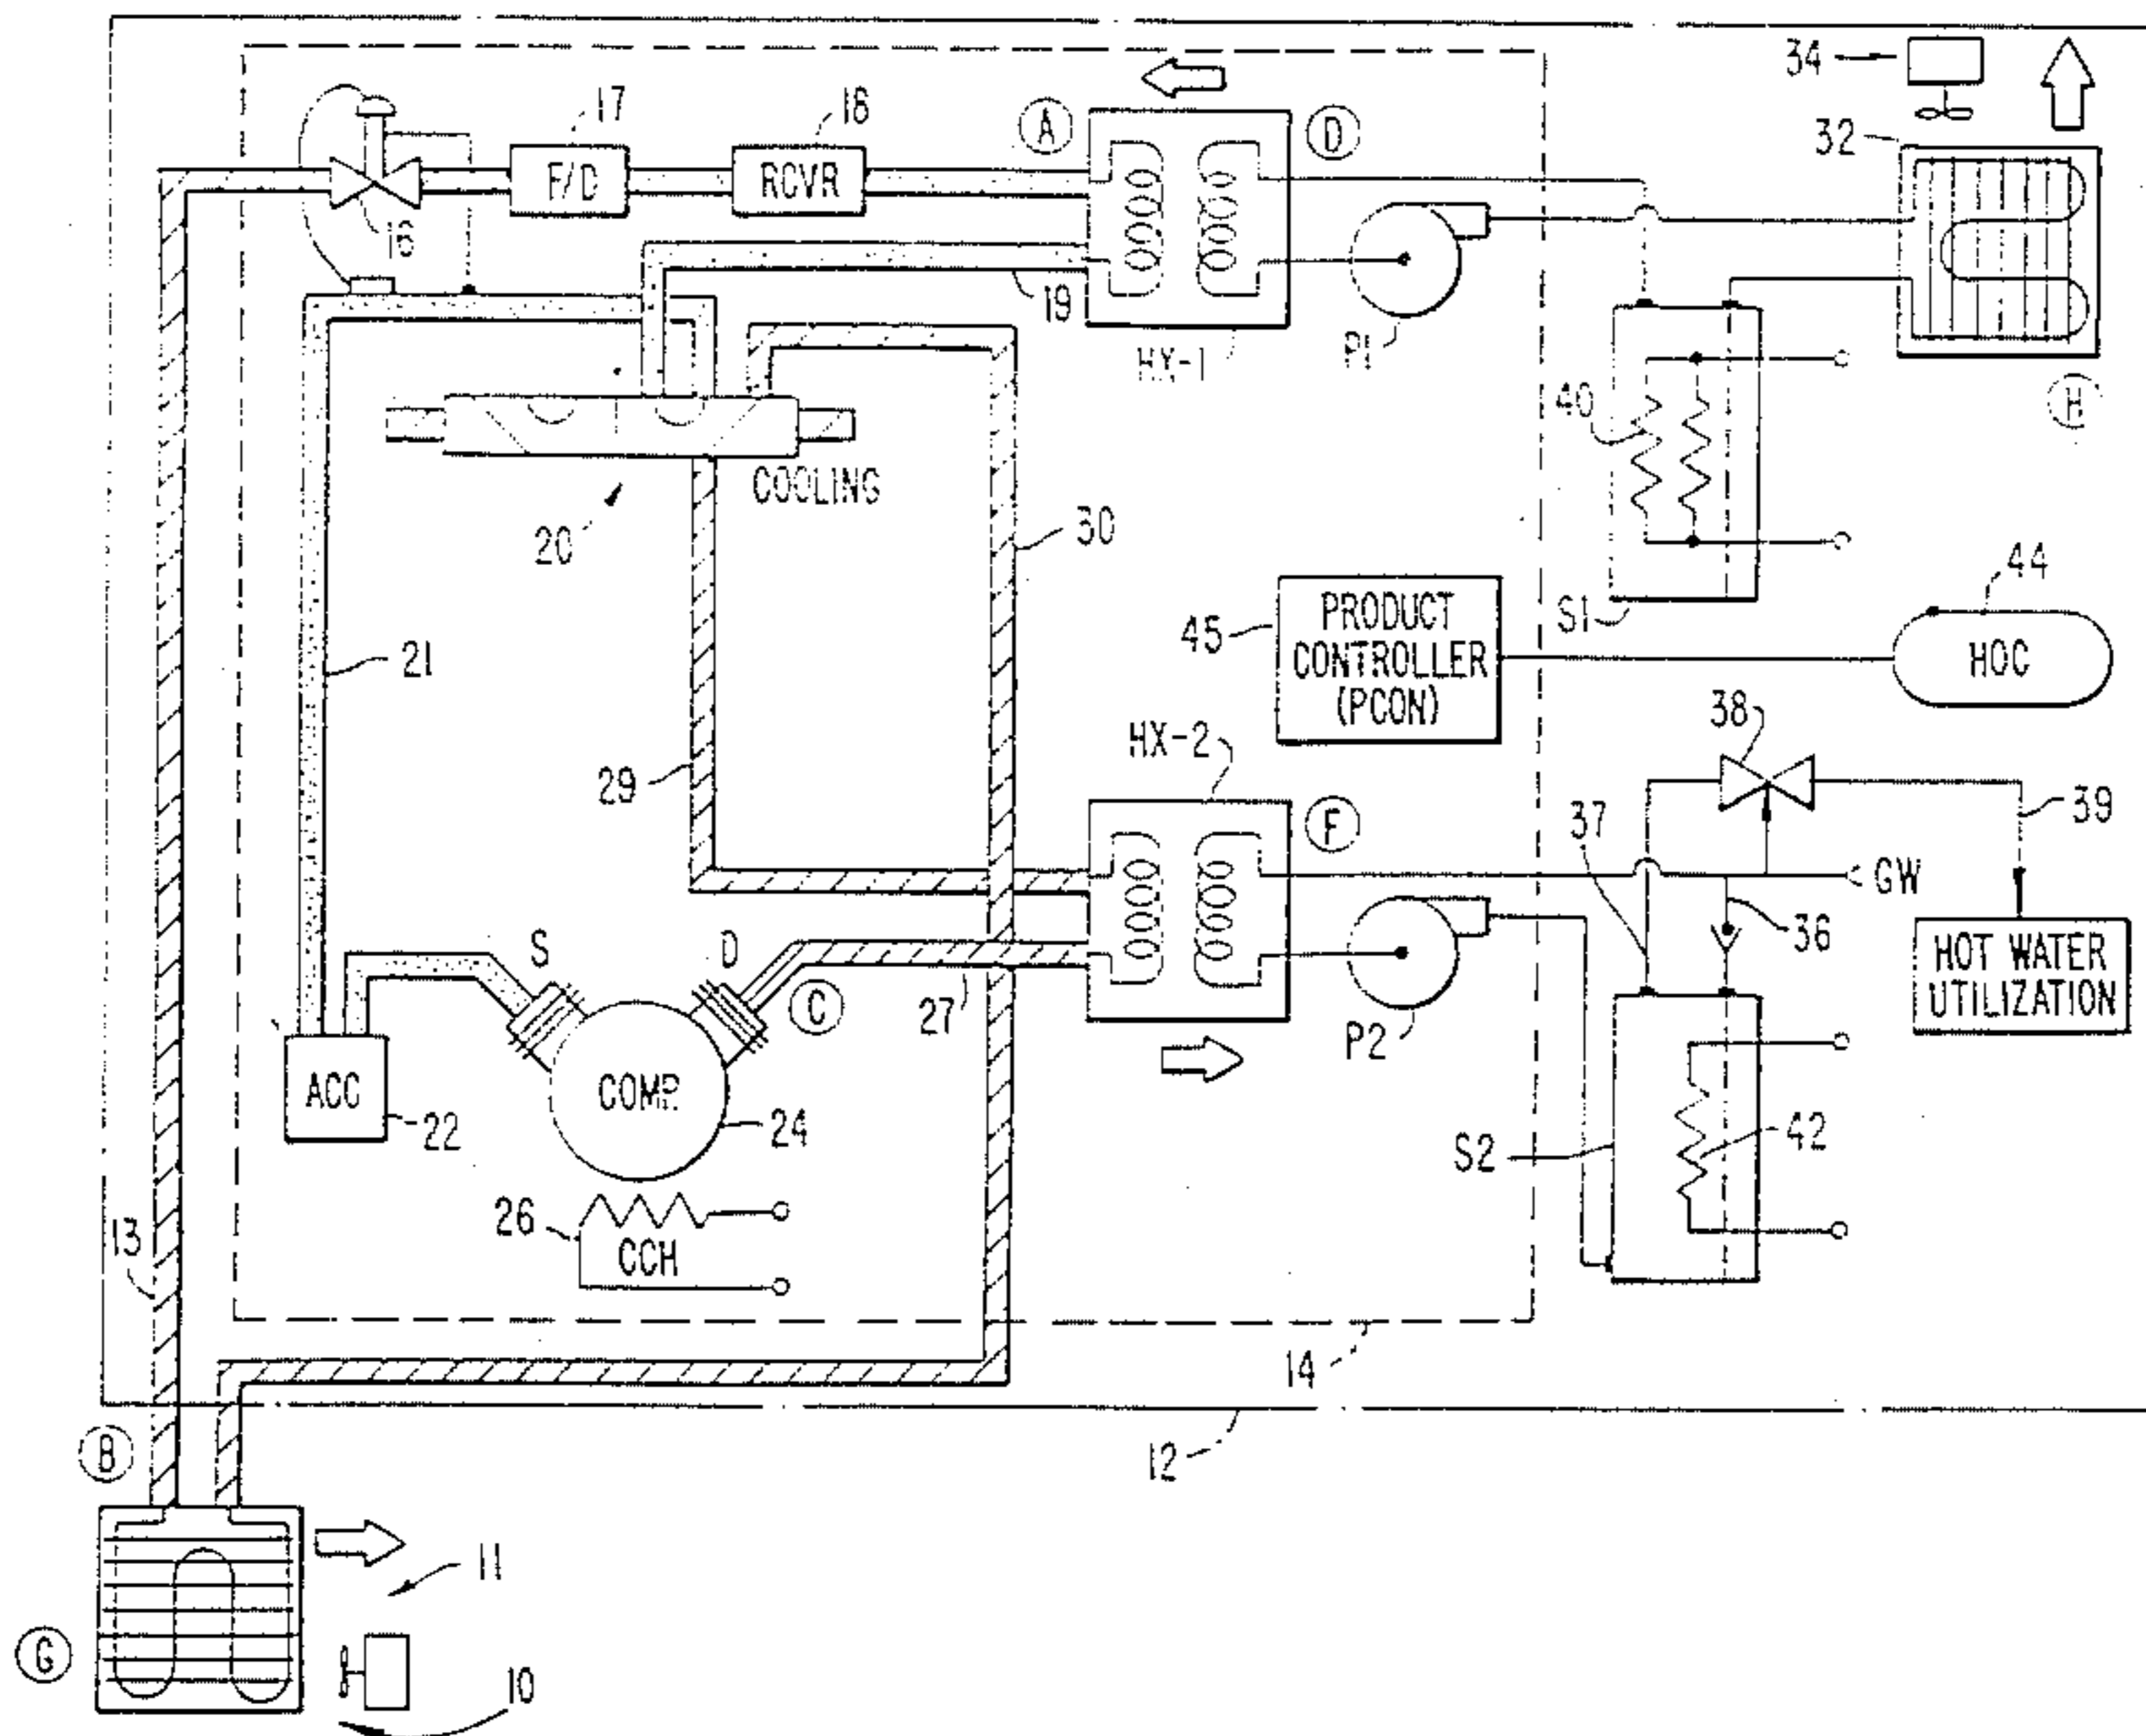 34
32
17
18
A
D
F/D
RCVR
16
19
HX-1
P1
H
40
COOLING
20
30
S1
44
PRODUCT
CONTROLLER
(PCON)
45
HOC
21
38
HX-2
29
37
39
F
GW
36
S
D
C
27
HOT WATER
UTILIZATION
P2
ACC
22
COMP.
24
S2
42
26
CCH
13
14
12
B
11
G
10